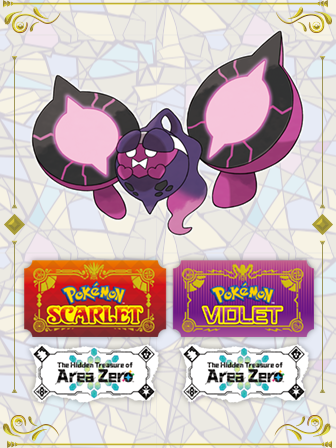 POKÉMON
SCARLET
POKÉMON
VIOLET
The Hidden Treasure of
Area Zero
The Hidden Treasure of
Area Zero